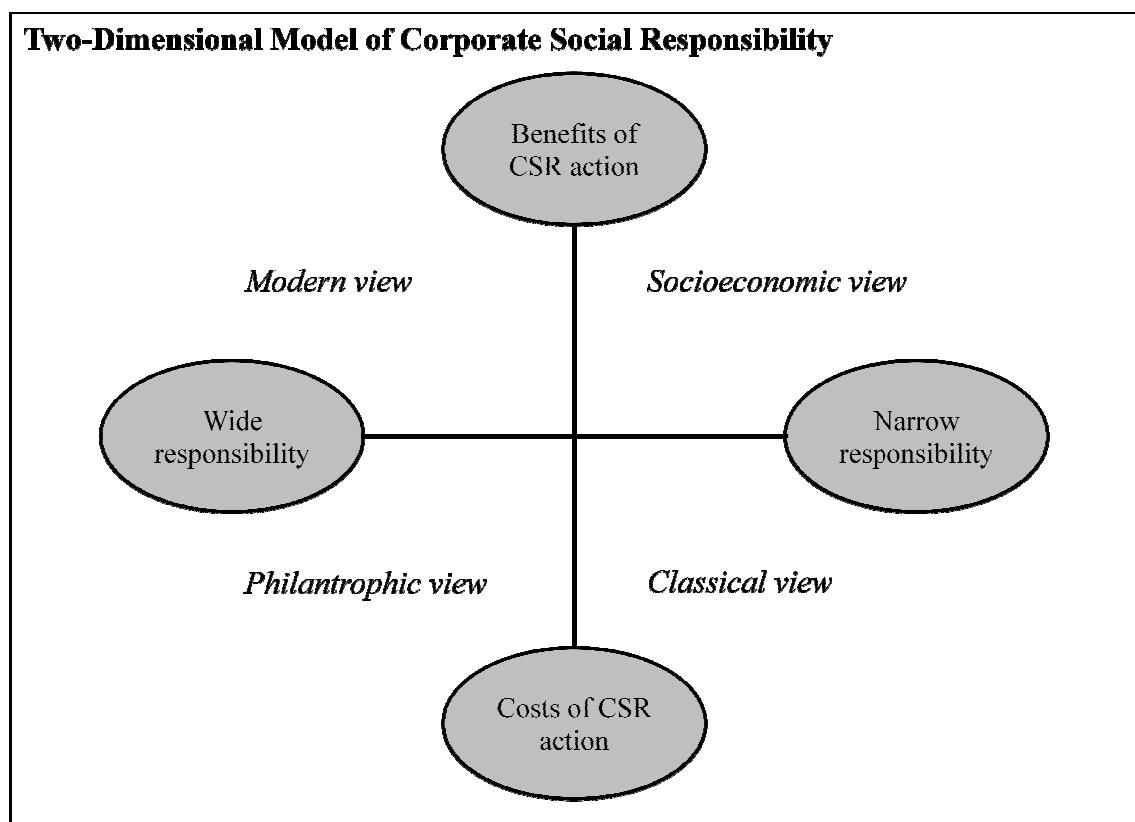 Two-Dimensional Model of Corporate Social Responsibility
Benefits of
CSR action
Modern view
Socioeconomic view
Wide
responsibility
Narrow
responsibility
Philantrophic view
Classical view
Costs of CSR
action